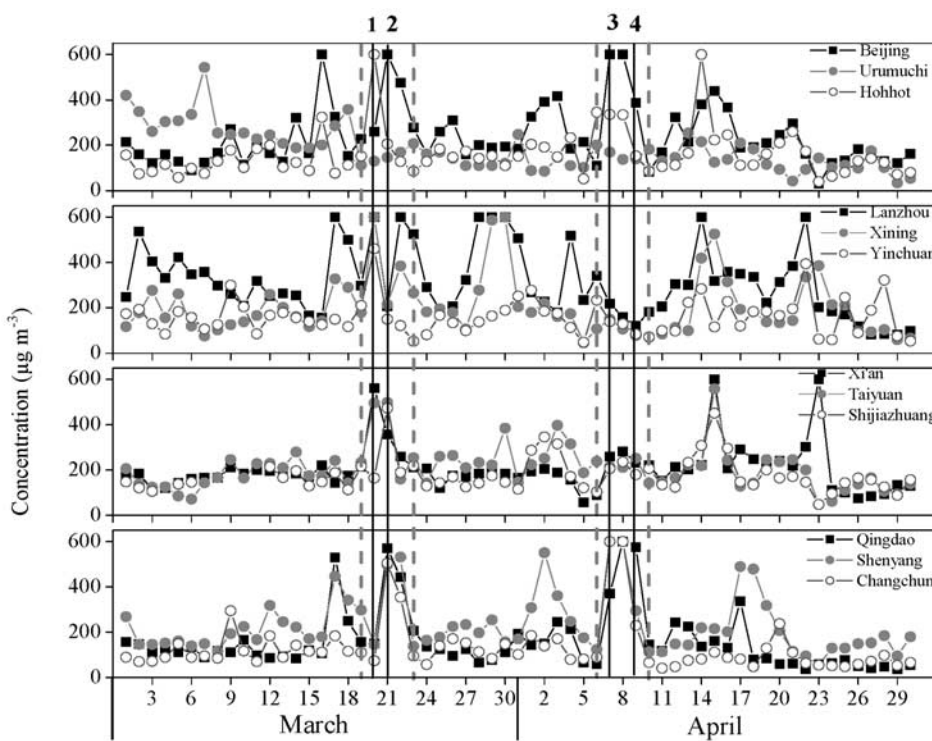 1 2 3 4
600
400
200
0
Beijing
Urumuchi
Hohhot
600
400
200
0
Lanzhou
Xining
Yinchuan
600
400
200
0
Xi'an
Taiyuan
Shijiazhuang
600
400
200
0
Qingdao
Shenyang
Changchun
Concentration (μg m⁻³)
3 6 9 12 15 18 21 24 27 30 2 5 8 11 14 17 20 23 26 29
March April